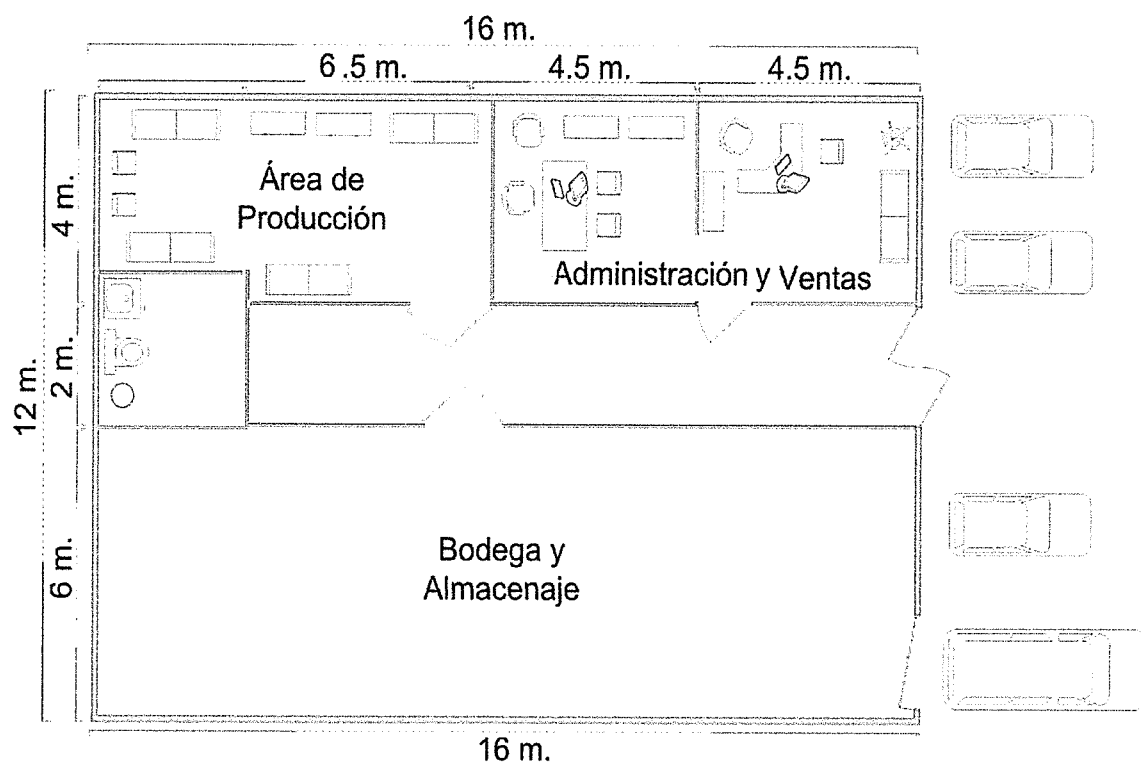 16 m.
6.5 m.
4.5 m.
4.5 m.
Área de
Producción
4 m.
Administración y Ventas
2 m.
12 m.
Bodega y
Almacenaje
6 m.
16 m.